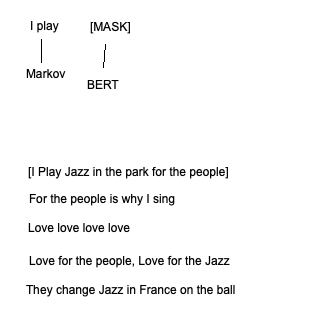 I play [MASK]
Markov
BERT
[I Play Jazz in the park for the people]
For the people is why I sing
Love love love love
Love for the people, Love for the Jazz
They change Jazz in France on the ball